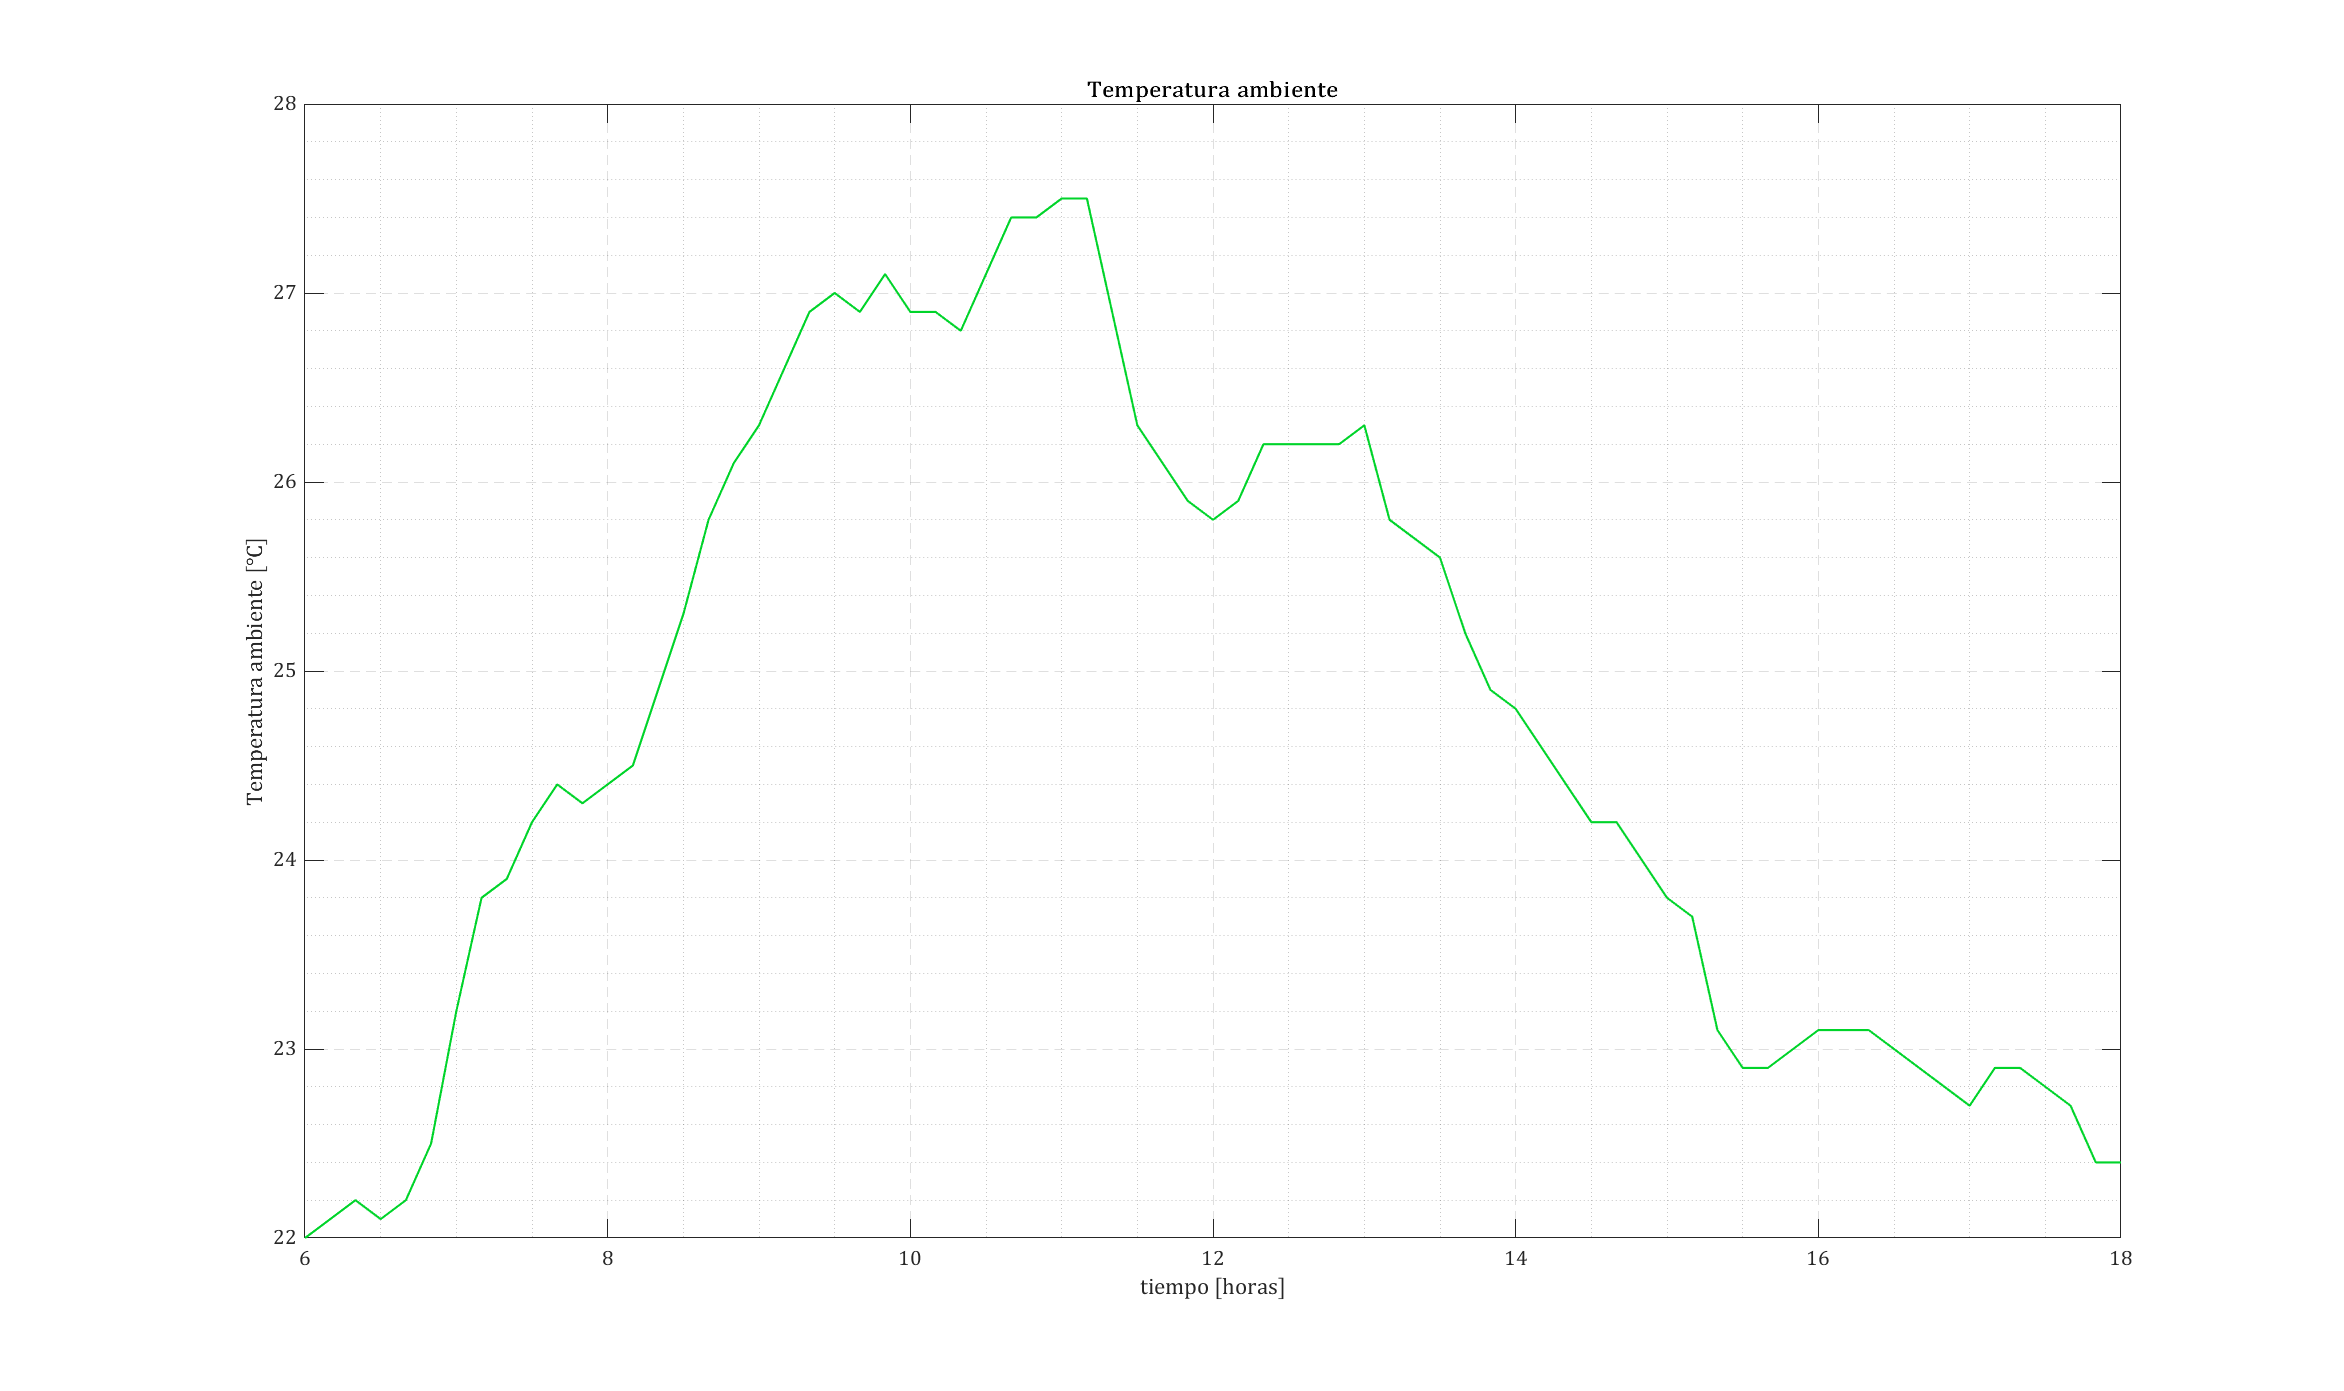 Temperatura ambiente
28
27
26
25
24
23
22
Temperatura ambiente [°C]
6 8 10 12 14 16 18
tiempo [horas]